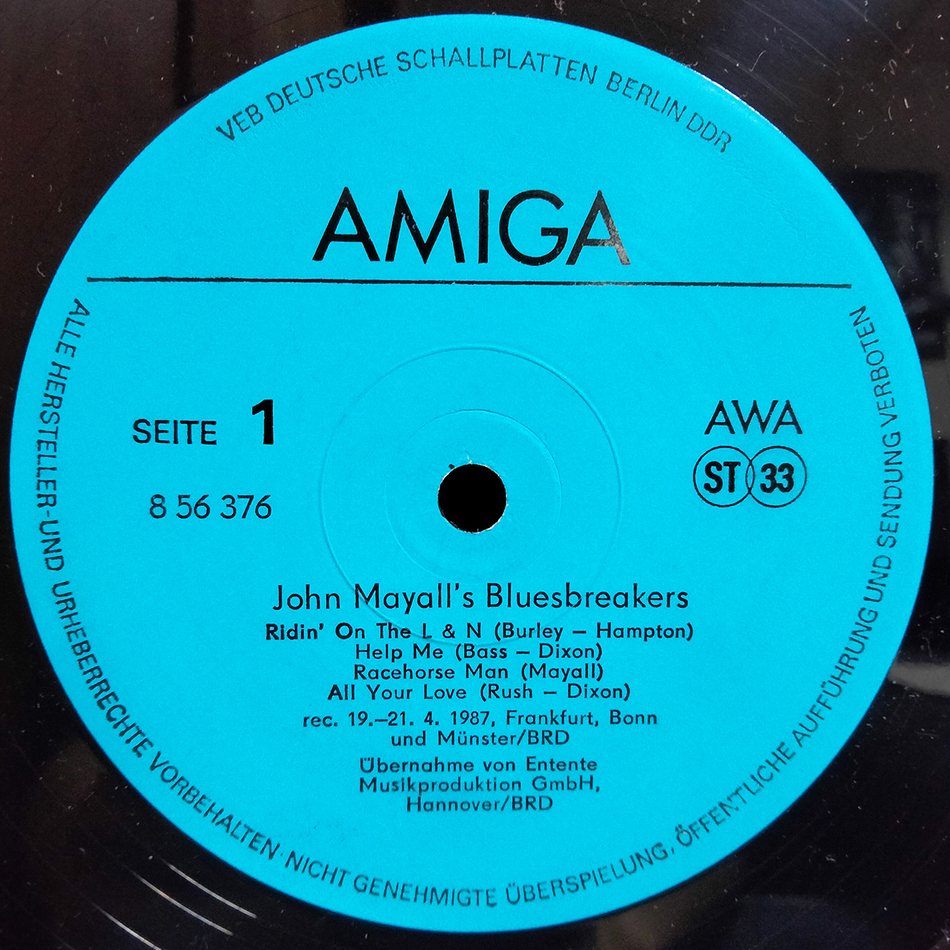 VEB DEUTSCHE SCHALLPLATTEN BERLIN DDR
AMIGA
SEITE 1
8 56 376
AWA
ST 33
John Mayall's Bluesbreakers
Ridin' On The L & N (Burley – Hampton)
Help Me (Bass – Dixon)
Racehorse Man (Mayall)
All Your Love (Rush – Dixon)
rec. 19.–21. 4. 1987, Frankfurt, Bonn
und Münster/BRD
Übernahme von Entente
Musikproduktion GmbH,
Hannover/BRD
ALLE HERSTELLER-UND URHEBERRECHTE VORBEHALTEN· NICHT GENEHMIGTE ÜBERSPIELUNG, ÖFFENTLICHE AUFFÜHRUNG UND SENDUNG VERBOTEN